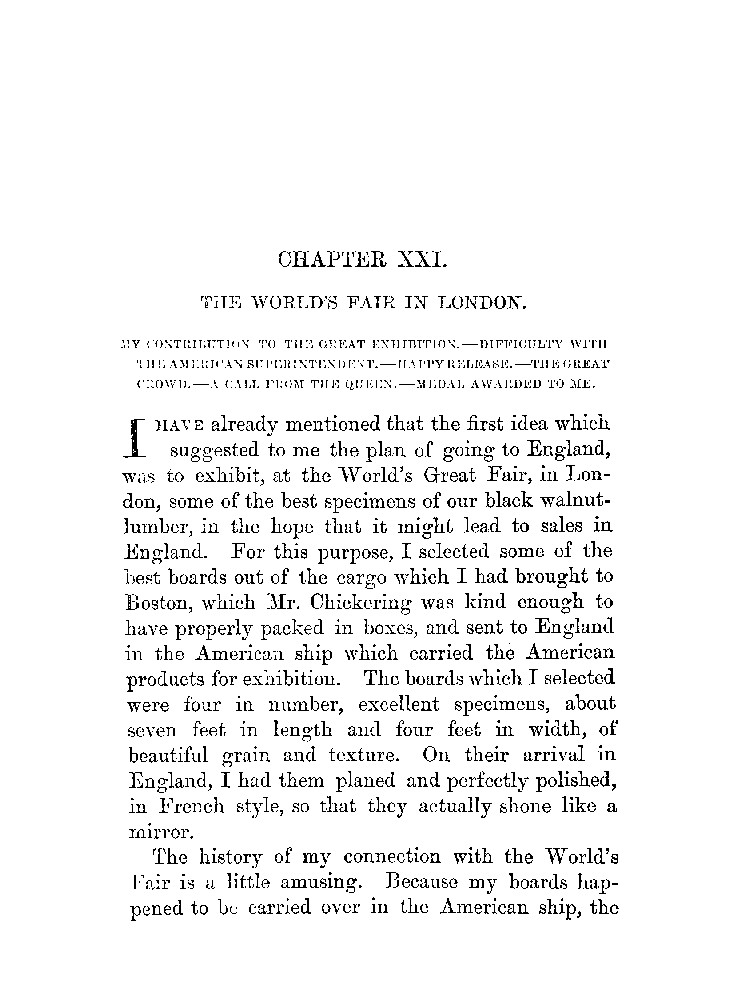 CHAPTER XXI.
THE WORLD'S FAIR IN LONDON.
MY CONTRIBUTION TO THE GREAT EXHIBITION.—DIFFICULTY WITH
THE AMERICAN SUPERINTENDENT.—HAPPY RELEASE.—THE GREAT
CROWD.—A CALL FROM THE QUEEN.—MEDAL AWARDED TO ME.
I HAVE already mentioned that the first idea which
suggested to me the plan of going to England,
was to exhibit, at the World's Great Fair, in Lon-
don, some of the best specimens of our black walnut-
lumber, in the hope that it might lead to sales in
England. For this purpose, I selected some of the
best boards out of the cargo which I had brought to
Boston, which Mr. Chickering was kind enough to
have properly packed in boxes, and sent to England
in the American ship which carried the American
products for exhibition. The boards which I selected
were four in number, excellent specimens, about
seven feet in length and four feet in width, of
beautiful grain and texture. On their arrival in
England, I had them planed and perfectly polished,
in French style, so that they actually shone like a
mirror.
The history of my connection with the World's
Fair is a little amusing. Because my boards hap-
pened to be carried over in the American ship, the